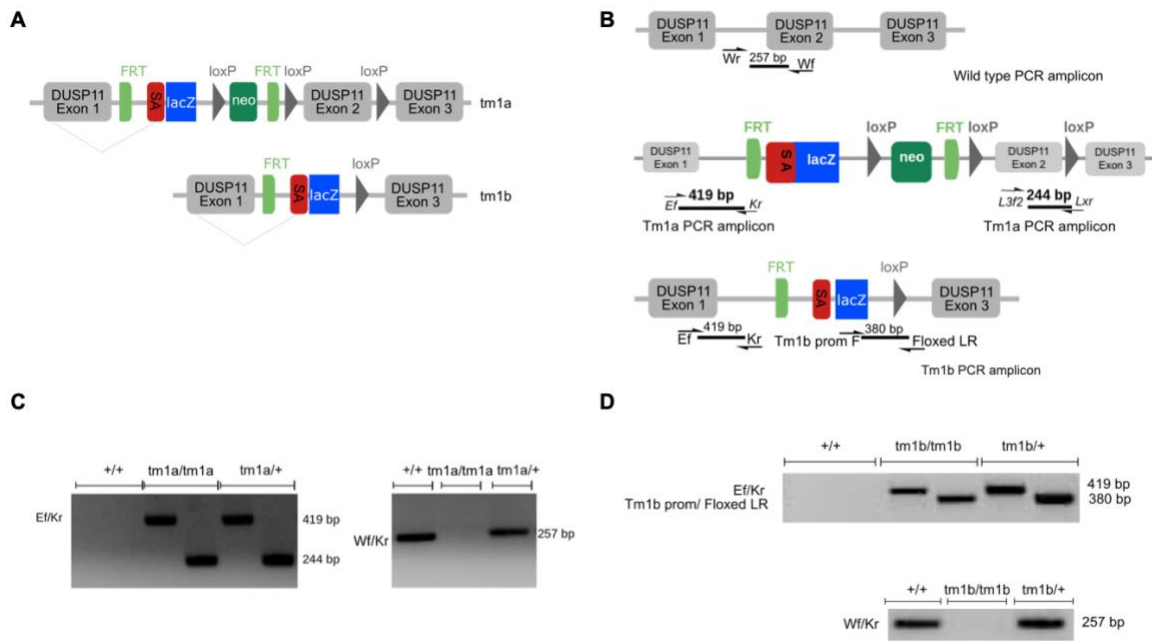 A
FRT
loxP
FRT
loxP
loxP
DUSP11
Exon 1
SA
lacZ
neo
DUSP11
Exon 2
DUSP11
Exon 3
tm1a
FRT
loxP
DUSP11
Exon 1
SA
lacZ
DUSP11
Exon 3
tm1b
B
DUSP11
Exon 1
DUSP11
Exon 2
DUSP11
Exon 3
Wr
257 bp
Wf
Wild type PCR amplicon
FRT
loxP
FRT
loxP
loxP
DUSP11
Exon 1
SA
lacZ
neo
DUSP11
Exon 2
DUSP11
Exon 3
Ef
419 bp
Kr
L3f2
244 bp
Lxr
Tm1a PCR amplicon
Tm1a PCR amplicon
FRT
loxP
DUSP11
Exon 1
SA
lacZ
DUSP11
Exon 3
Ef
419 bp
Kr
Tm1b prom F
380 bp
Floxed LR
Tm1b PCR amplicon
C
+/+
tm1a/tm1a
tm1a/+
Ef/Kr
419 bp
244 bp
+/+
tm1a/tm1a
tm1a/+
Wf/Kr
257 bp
D
+/+
tm1b/tm1b
tm1b/+
Ef/Kr
Tm1b prom/ Floxed LR
419 bp
380 bp
+/+
tm1b/tm1b
tm1b/+
Wf/Kr
257 bp